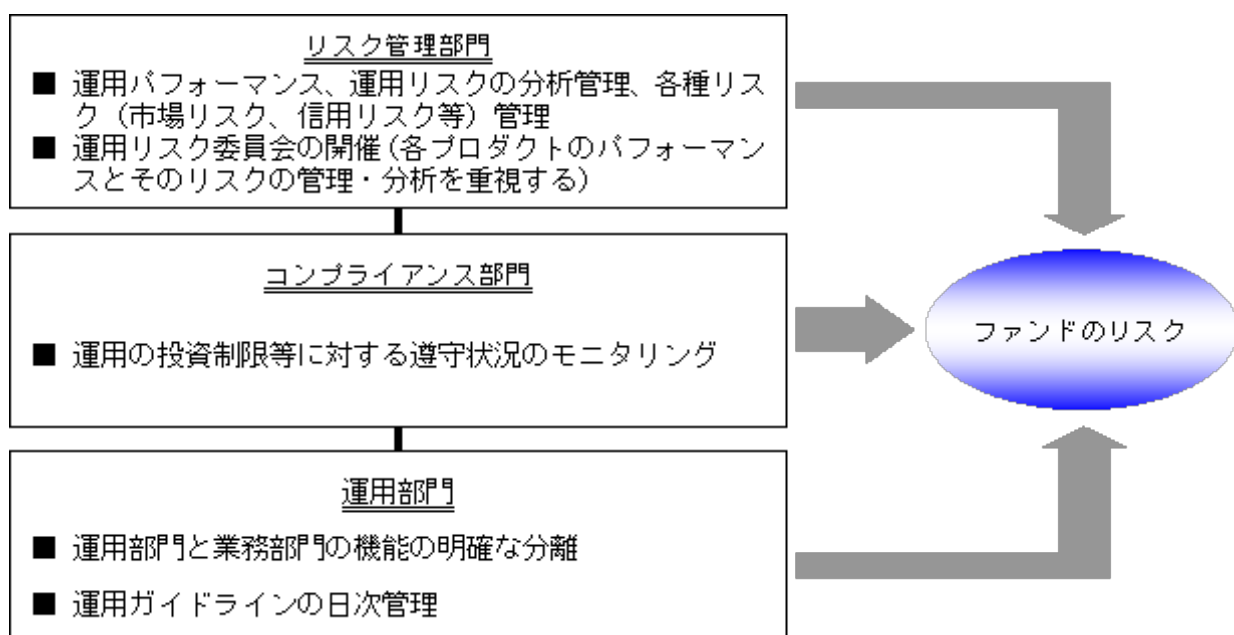 リスク管理部門
■ 運用パフォーマンス、運用リスクの分析管理、各種リス
ク（市場リスク、信用リスク等）管理
■ 運用リスク委員会の開催（各プロダクトのパフォーマン
スとそのリスクの管理・分析を重視する）
コンプライアンス部門
■ 運用の投資制限等に対する遵守状況のモニタリング
運用部門
■ 運用部門と業務部門の機能の明確な分離
■ 運用ガイドラインの日次管理
ファンドのリスク